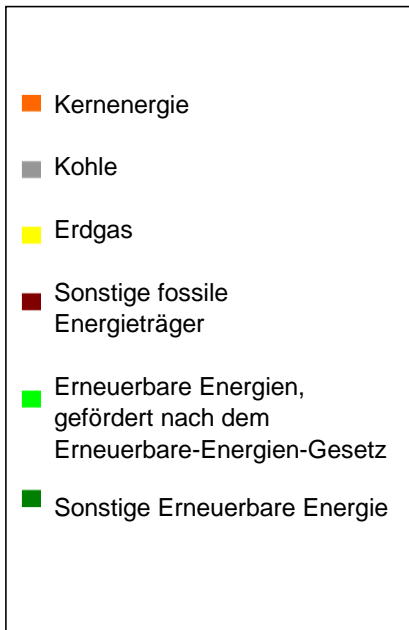 Kernenergie
Kohle
Erdgas
Sonstige fossile
Energieträger
Erneuerbare Energien,
gefördert nach dem
Erneuerbare-Energien-Gesetz
Sonstige Erneuerbare Energie